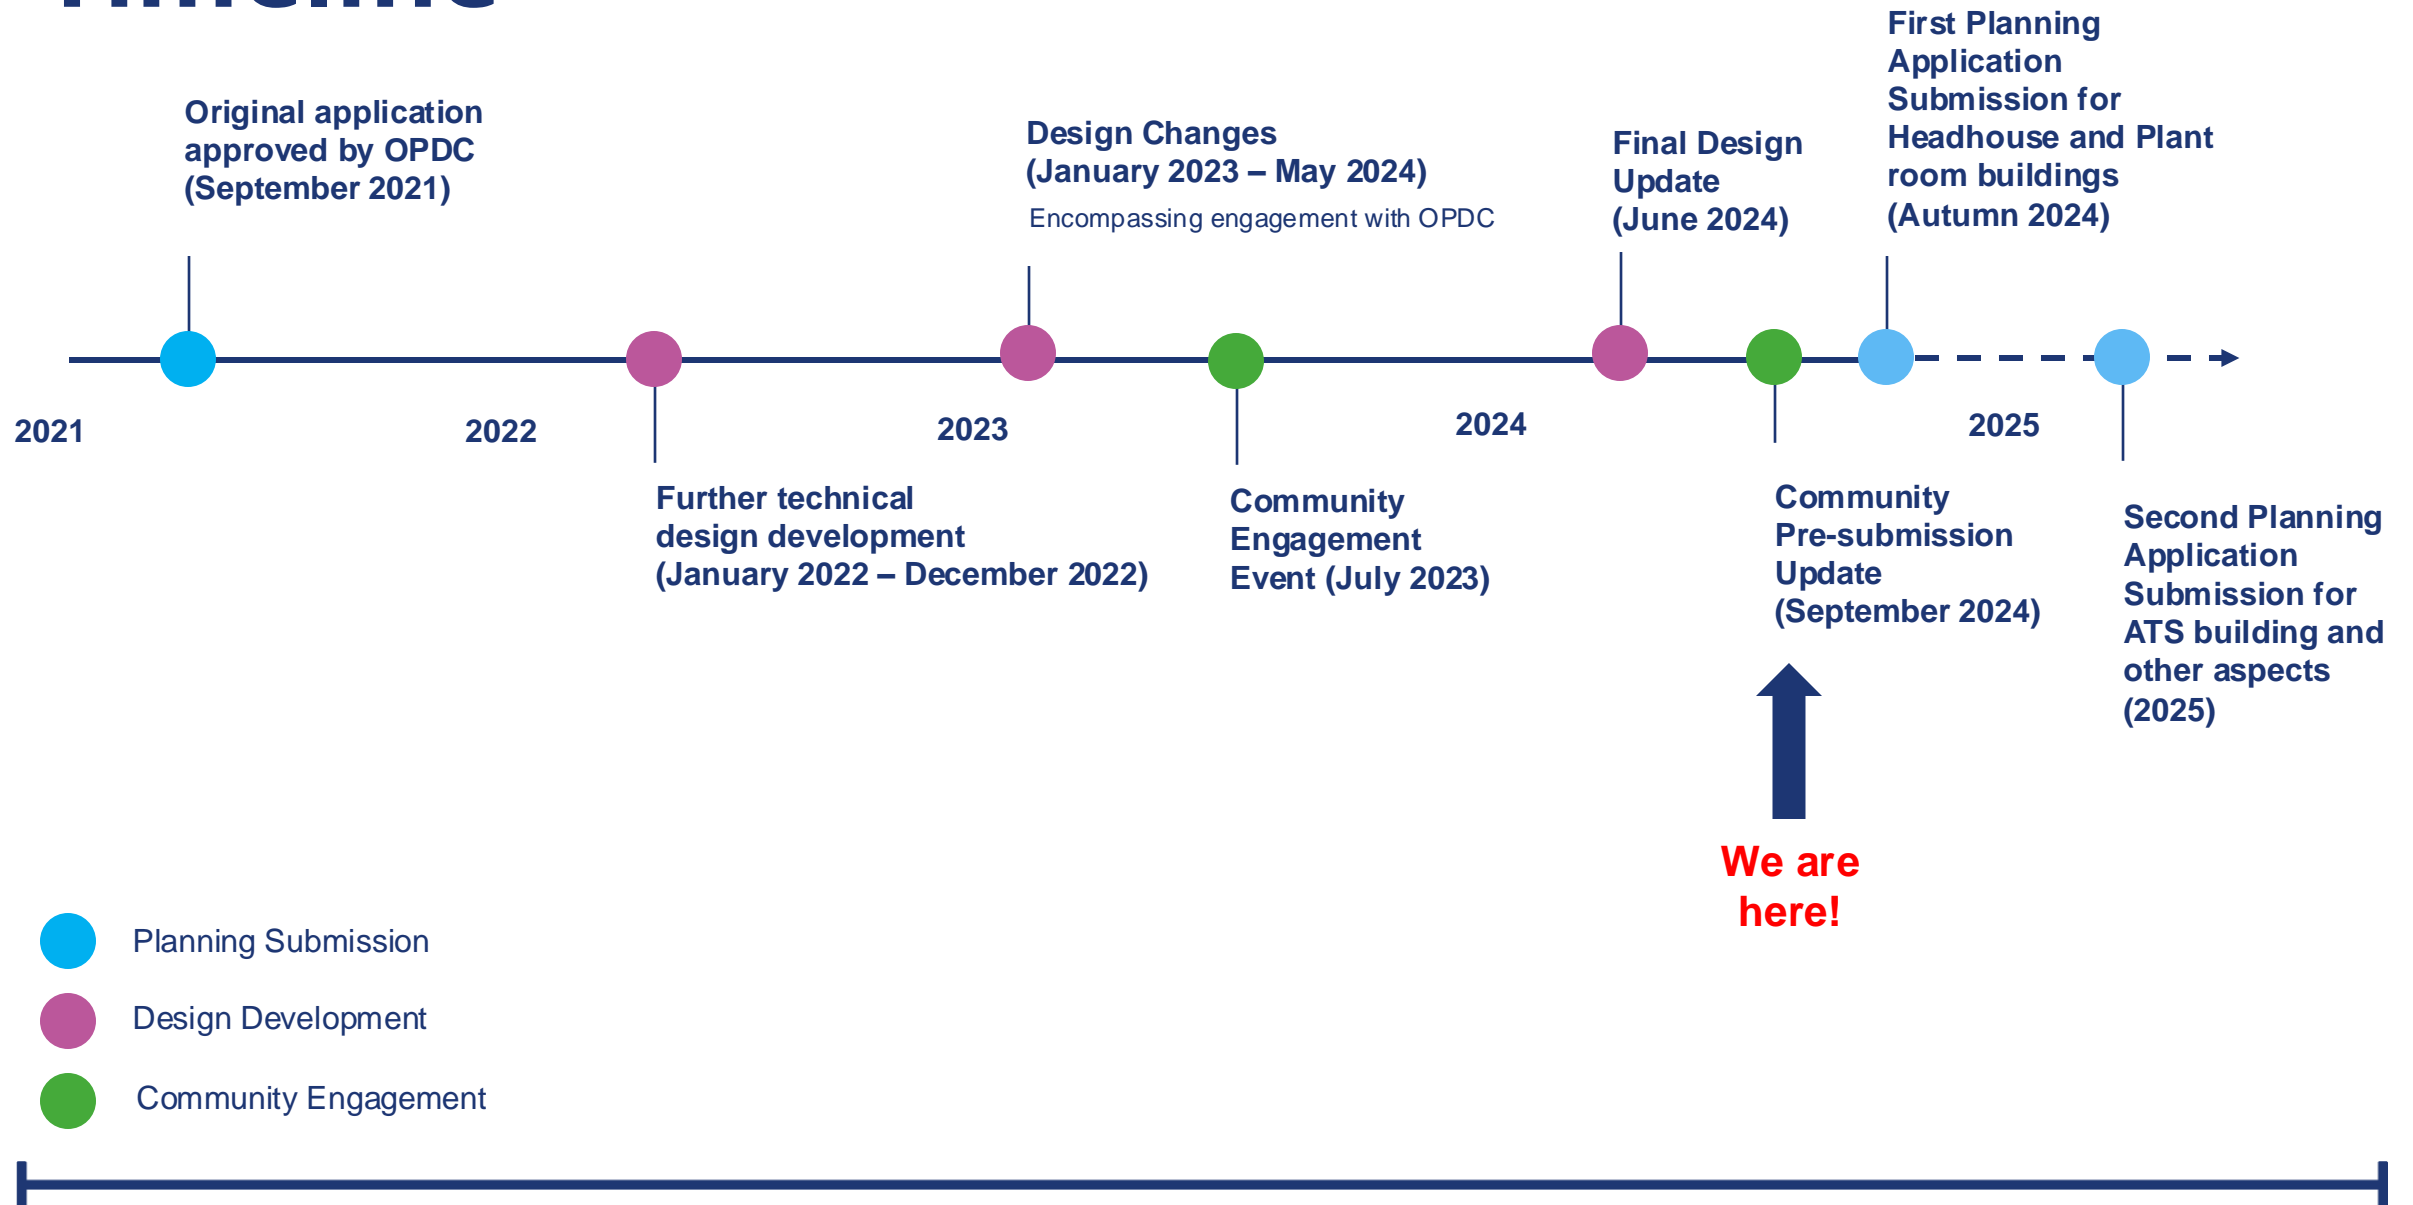 Original application
approved by OPDC
(September 2021)
Design Changes
(January 2023 – May 2024)
Encompassing engagement with OPDC
Final Design
Update
(June 2024)
First Planning
Application
Submission for
Headhouse and Plant
room buildings
(Autumn 2024)
2021
2022
2023
2024
2025
Further technical
design development
(January 2022 – December 2022)
Community
Engagement
Event (July 2023)
Community
Pre-submission
Update
(September 2024)
Second Planning
Application
Submission for
ATS building and
other aspects
(2025)
We are
here!
Planning Submission
Design Development
Community Engagement